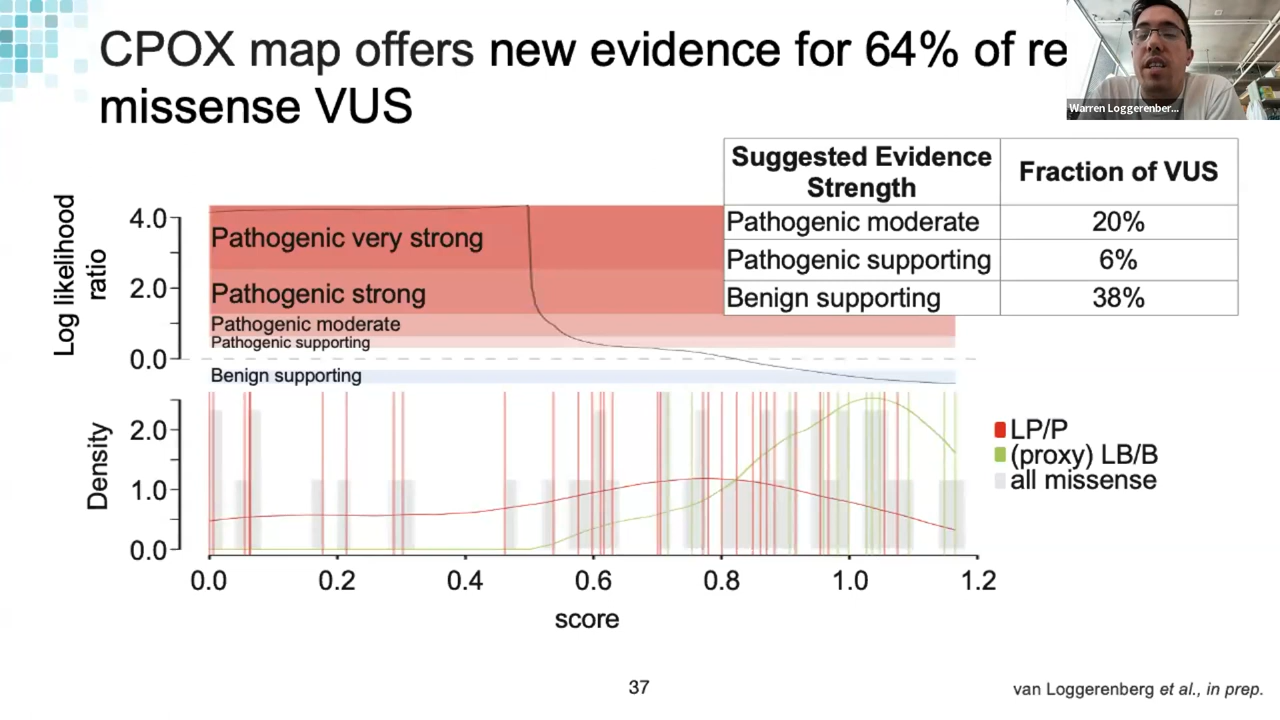 CPOX map offers new evidence for 64% of re
missense VUS
Warren Loggerenber...
Suggested Evidence
Strength
Fraction of VUS
Pathogenic moderate
20%
Pathogenic supporting
6%
Benign supporting
38%
Log likelihood
ratio
4.0
2.0
0.0
Pathogenic very strong
Pathogenic strong
Pathogenic moderate
Pathogenic supporting
Benign supporting
Density
2.0
1.0
0.0
0.0 0.2 0.4 0.6 0.8 1.0 1.2
score
LP/P
(proxy) LB/B
all missense
37
van Loggerenberg et al., in prep.